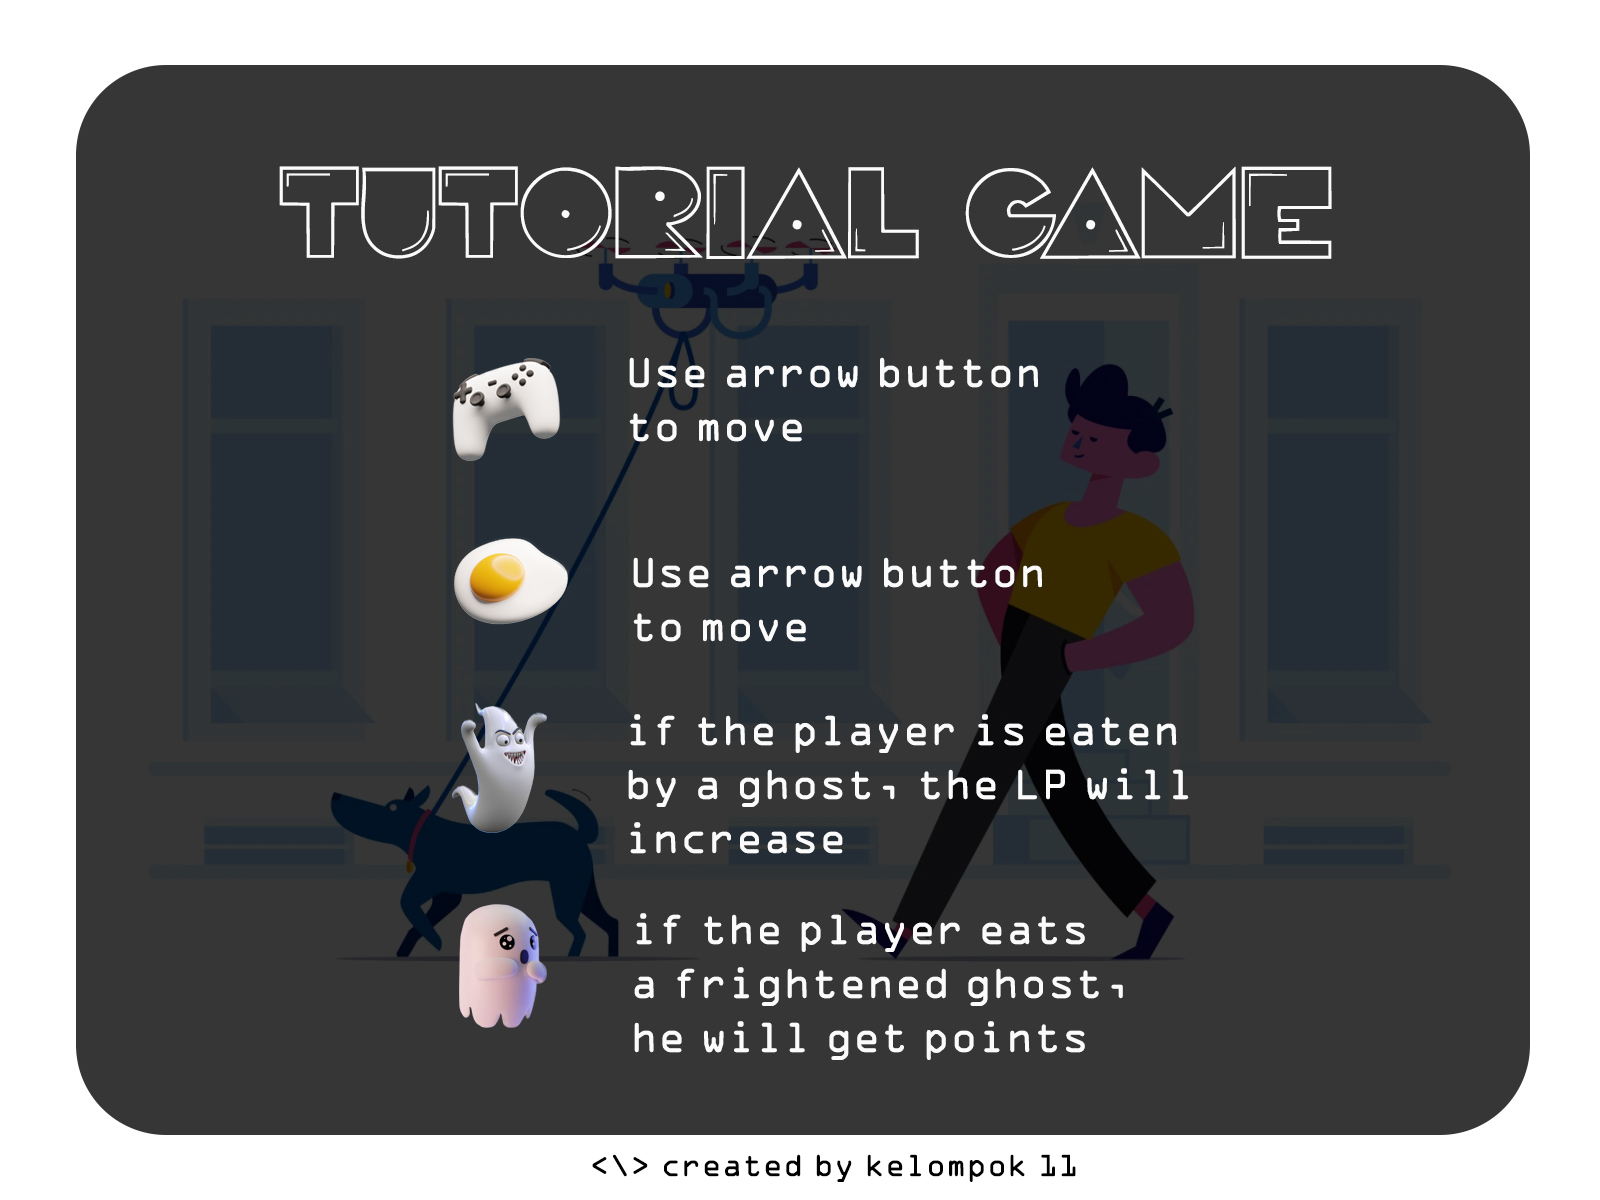 TUTORIAL GAME
Use arrow button
to move
Use arrow button
to move
if the player is eaten
by a ghost, the LP will
increase
if the player eats
a frightened ghost,
he will get points
<\> created by kelompok 11